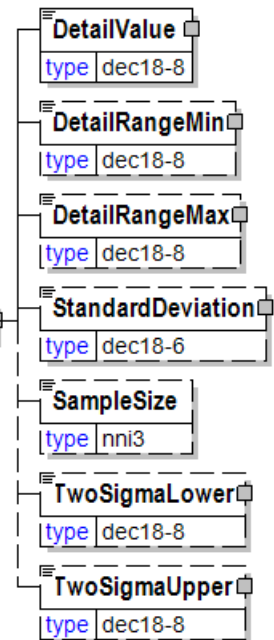 DetailValue
type dec18-8
DetailRangeMin
type dec18-8
DetailRangeMax
type dec18-8
StandardDeviation
type dec18-6
SampleSize
type nni3
TwoSigmaLower
type dec18-8
TwoSigmaUpper
type dec18-8